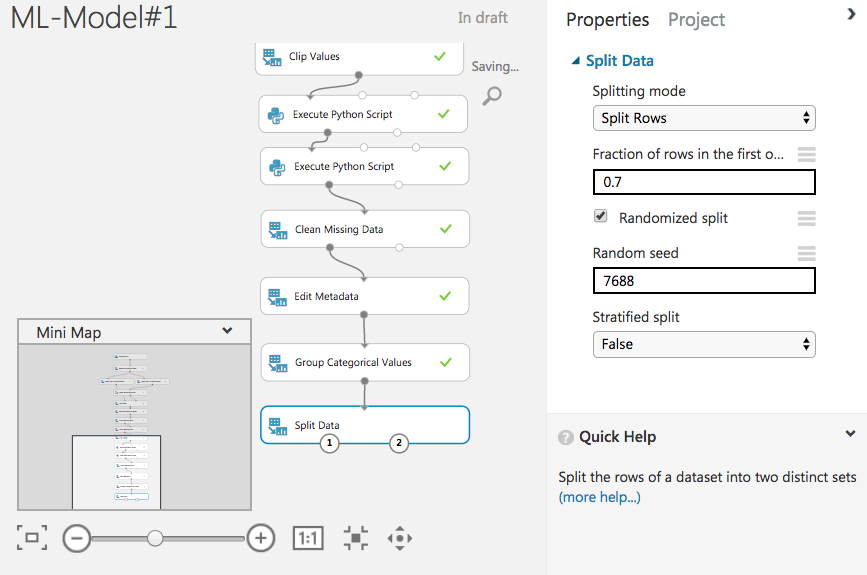 ML-Model#1
In draft
Saving...
Clip Values
Execute Python Script
Execute Python Script
Clean Missing Data
Edit Metadata
Group Categorical Values
Split Data
1
2
Mini Map
1:1
Properties
Project
Split Data
Splitting mode
Split Rows
Fraction of rows in the first o...
0.7
Randomized split
Random seed
7688
Stratified split
False
? Quick Help
Split the rows of a dataset into two distinct sets
(more help...)